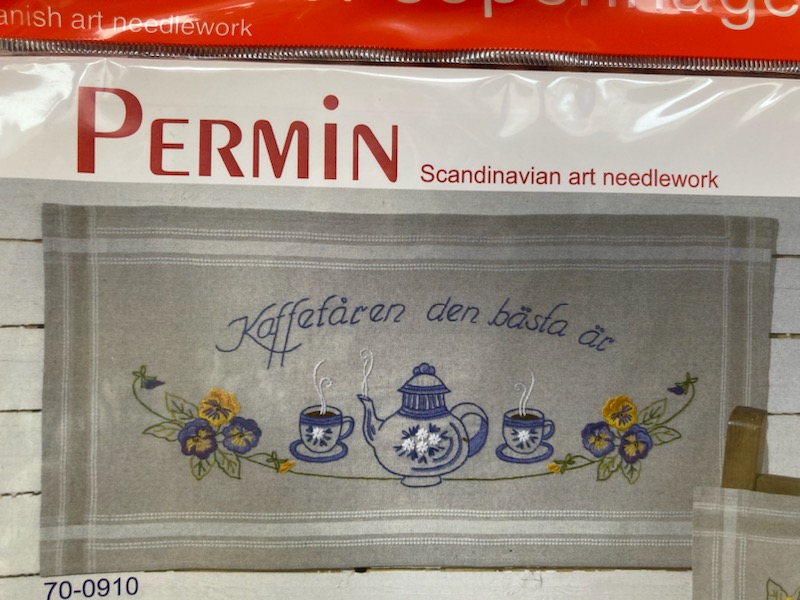 anish art needlework
PERMIN
Scandinavian art needlework
Kaffetåren den bästa är
70-0910